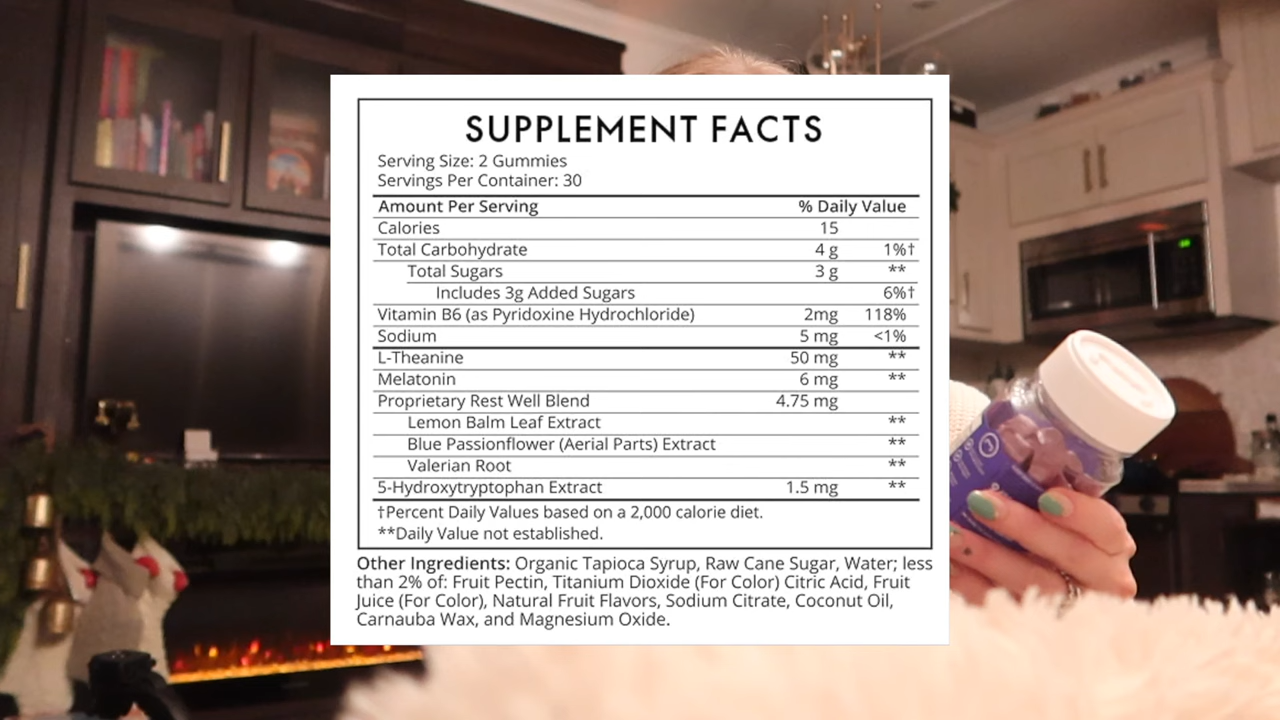 SUPPLEMENT FACTS
Serving Size: 2 Gummies
Servings Per Container: 30
Amount Per Serving % Daily Value
Calories 15
Total Carbohydrate 4 g 1%†
Total Sugars 3 g **
Includes 3g Added Sugars 6%†
Vitamin B6 (as Pyridoxine Hydrochloride) 2mg 118%
Sodium 5 mg <1%
L-Theanine 50 mg **
Melatonin 6 mg **
Proprietary Rest Well Blend 4.75 mg
Lemon Balm Leaf Extract **
Blue Passionflower (Aerial Parts) Extract **
Valerian Root **
5-Hydroxytryptophan Extract 1.5 mg **
†Percent Daily Values based on a 2,000 calorie diet.
**Daily Value not established.
Other Ingredients: Organic Tapioca Syrup, Raw Cane Sugar, Water; less
than 2% of: Fruit Pectin, Titanium Dioxide (For Color) Citric Acid, Fruit
Juice (For Color), Natural Fruit Flavors, Sodium Citrate, Coconut Oil,
Carnauba Wax, and Magnesium Oxide.